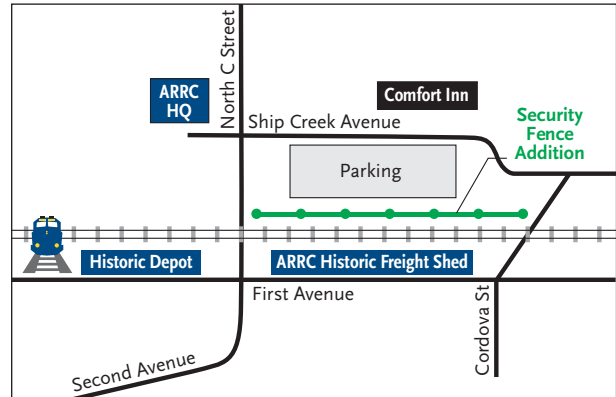 North C Street
ARRC
HQ
Comfort Inn
Ship Creek Avenue
Security
Fence
Addition
Parking
Historic Depot
ARRC Historic Freight Shed
First Avenue
Cordova St
Second Avenue